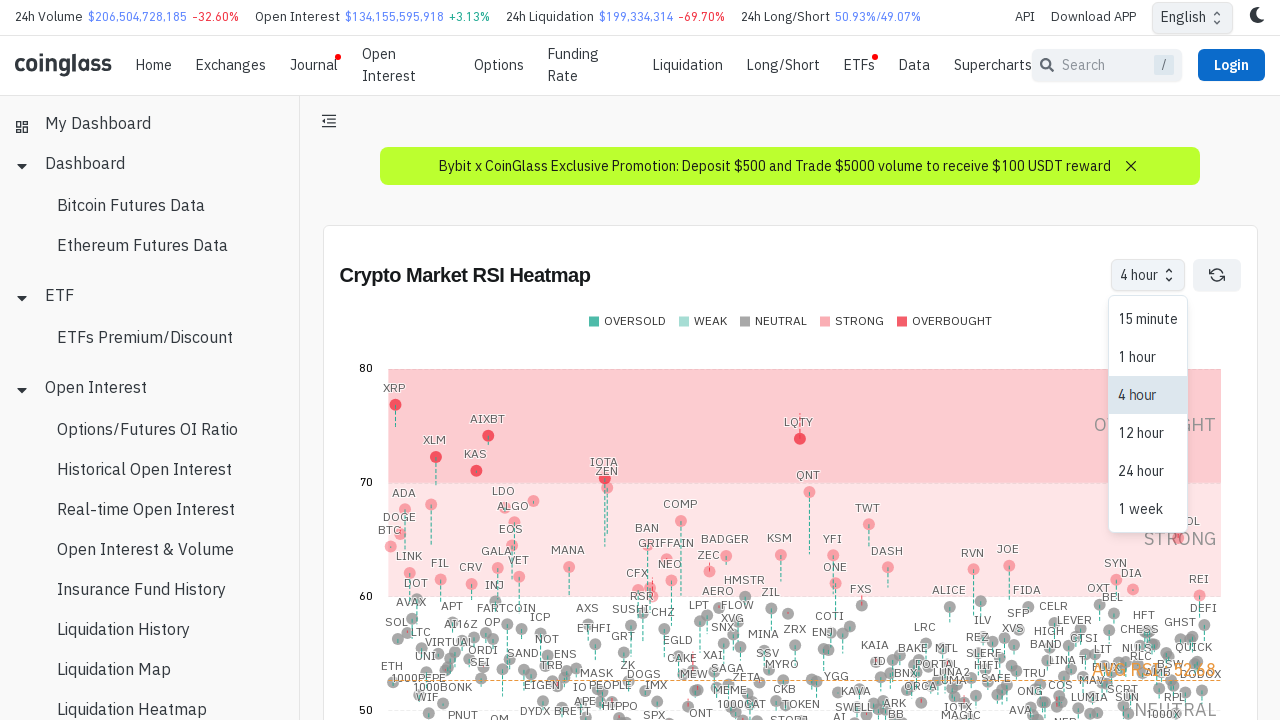 24h Volume $206,504,728,185 -32.60% Open Interest $134,155,595,918 +3.13% 24h Liquidation $199,334,314 -69.70% 24h Long/Short 50.93%/49.07% API Download APP English
coinglass Home Exchanges Journal Open Interest Options Funding Rate Liquidation Long/Short ETFs Data Supercharts Search / Login
My Dashboard
Dashboard
Bitcoin Futures Data
Ethereum Futures Data
ETF
ETFs Premium/Discount
Open Interest
Options/Futures OI Ratio
Historical Open Interest
Real-time Open Interest
Open Interest & Volume
Insurance Fund History
Liquidation History
Liquidation Map
Liquidation Heatmap
Bybit x CoinGlass Exclusive Promotion: Deposit $500 and Trade $5000 volume to receive $100 USDT reward
Crypto Market RSI Heatmap
4 hour
15 minute
1 hour
4 hour
12 hour
24 hour
1 week
OVERSOLD WEAK NEUTRAL STRONG OVERBOUGHT
80
XRP
AIXBT
LQTY
XLM
KAS
IOTA
ZEN
70
QNT
LDO
ADA
ALGO
COMP
TWT
DOGE
BTC
EOS
BAN
GRIFFAIN
BADGER
KSM
YFI
STRONG
LINK
FIL
CRV
GALA
VET
MANA
CFX
NEO
ZEC
ONE
DASH
RVN
JOE
SYN
DIA
REI
60
DOT
INJ
RSR
HMSTR
AERO
ZIL
FXS
ALICE
FIDA
OXT
BEL
AVAX
APT
FARTCOIN
AXS
SUSHI
CHZ
LPT
FLOW
XVG
COTI
SFP
CELR
DEFI
SOL
LTC
OP
ICP
ETHFI
GRT
EGLD
SNX
MINA
ZRX
ENJ
LRC
ILV
XVS
HIGH
LEVER
CHESS
HFT
GHST
VIRTUAL
UNI
ORDI
SEI
SAND
NOT
ENS
TRB
ZK
CAKE
XAI
SSV
MYRO
KAIA
BAKE
MTL
REZ
SLERF
BAND
CTSI
LIT
QUICK
ETH
1000PEPE
1000BONK
WIF
EIGEN
MASK
PEOPLE
DOGS
IMX
MEW
SAGA
ZETA
MEME
CKB
YGG
KAVA
ID
BNX
PORTAL
ORCA
LUNA2
UMA
HIFI
SAFE
LINA
ONG
COS
LUMIA
SUN
RPL
50
PNUT
DYDX
BRETT
APE
HIPPO
SPX
ONT
1000CAT
TOKEN
SWELL
ARK
BB
IOTX
MAGIC
AVA
1000X
NEUTRAL